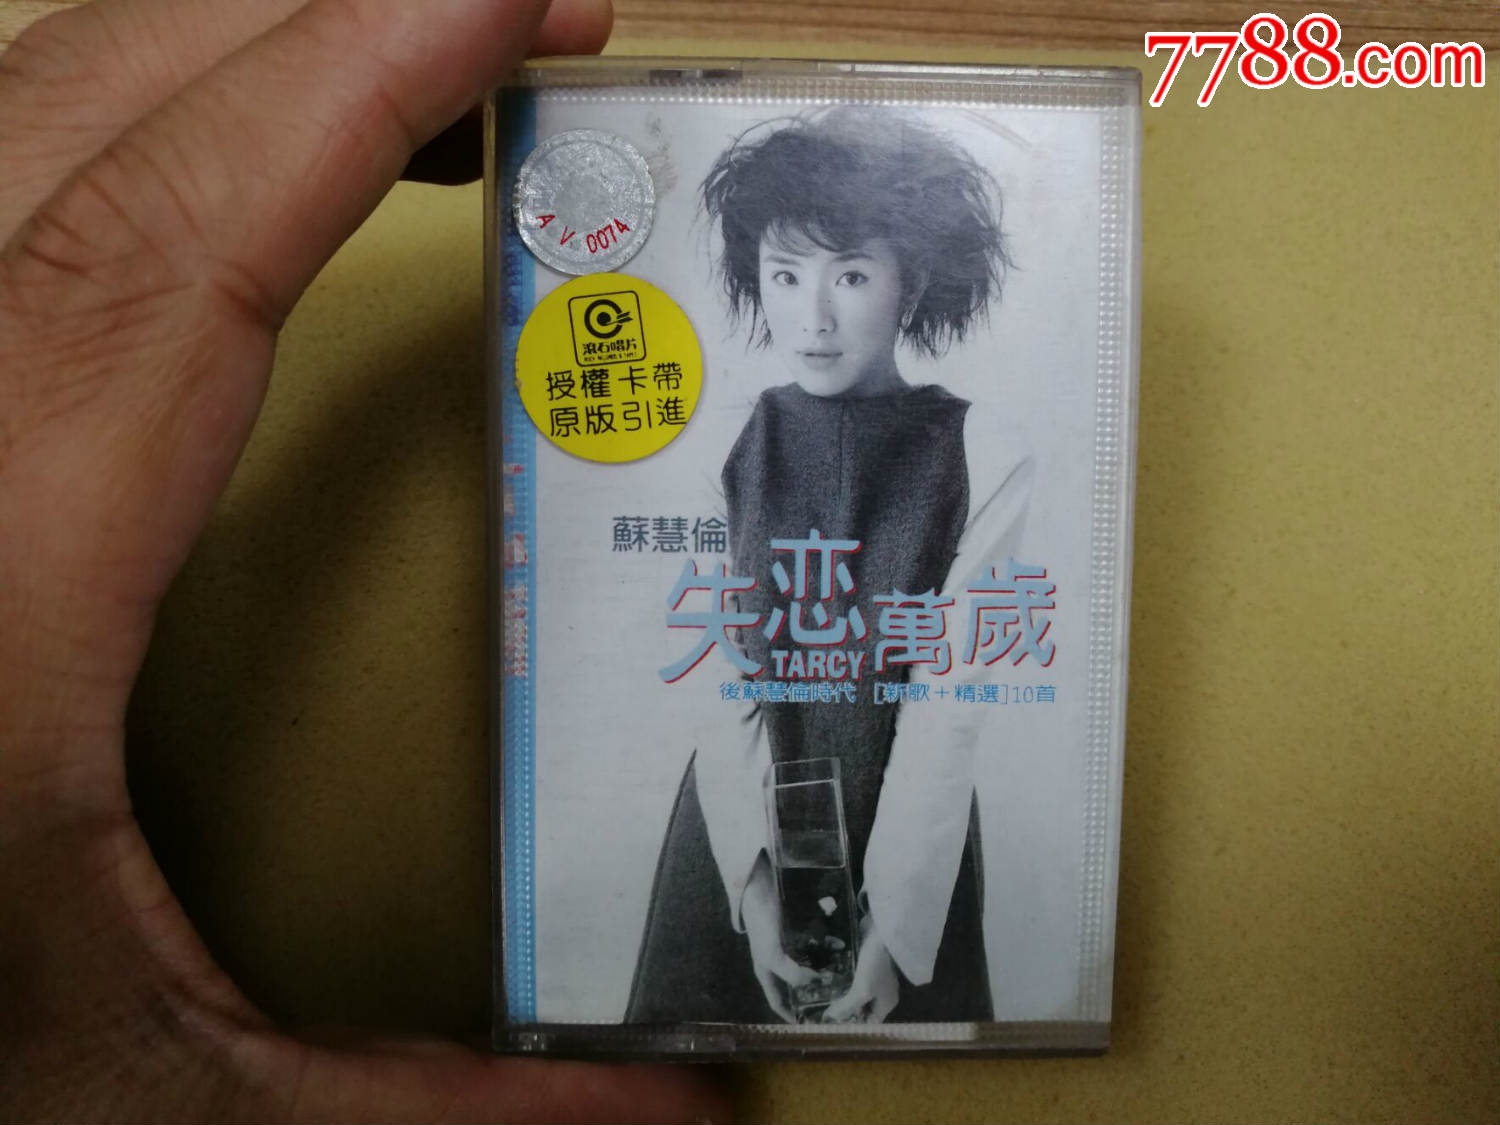 7788.com
AV 0074
滾石唱片
授權卡帶
原版引進
蘇慧倫
失恋萬歲
TARCY
後蘇慧倫時代 [新歌+精選]10首